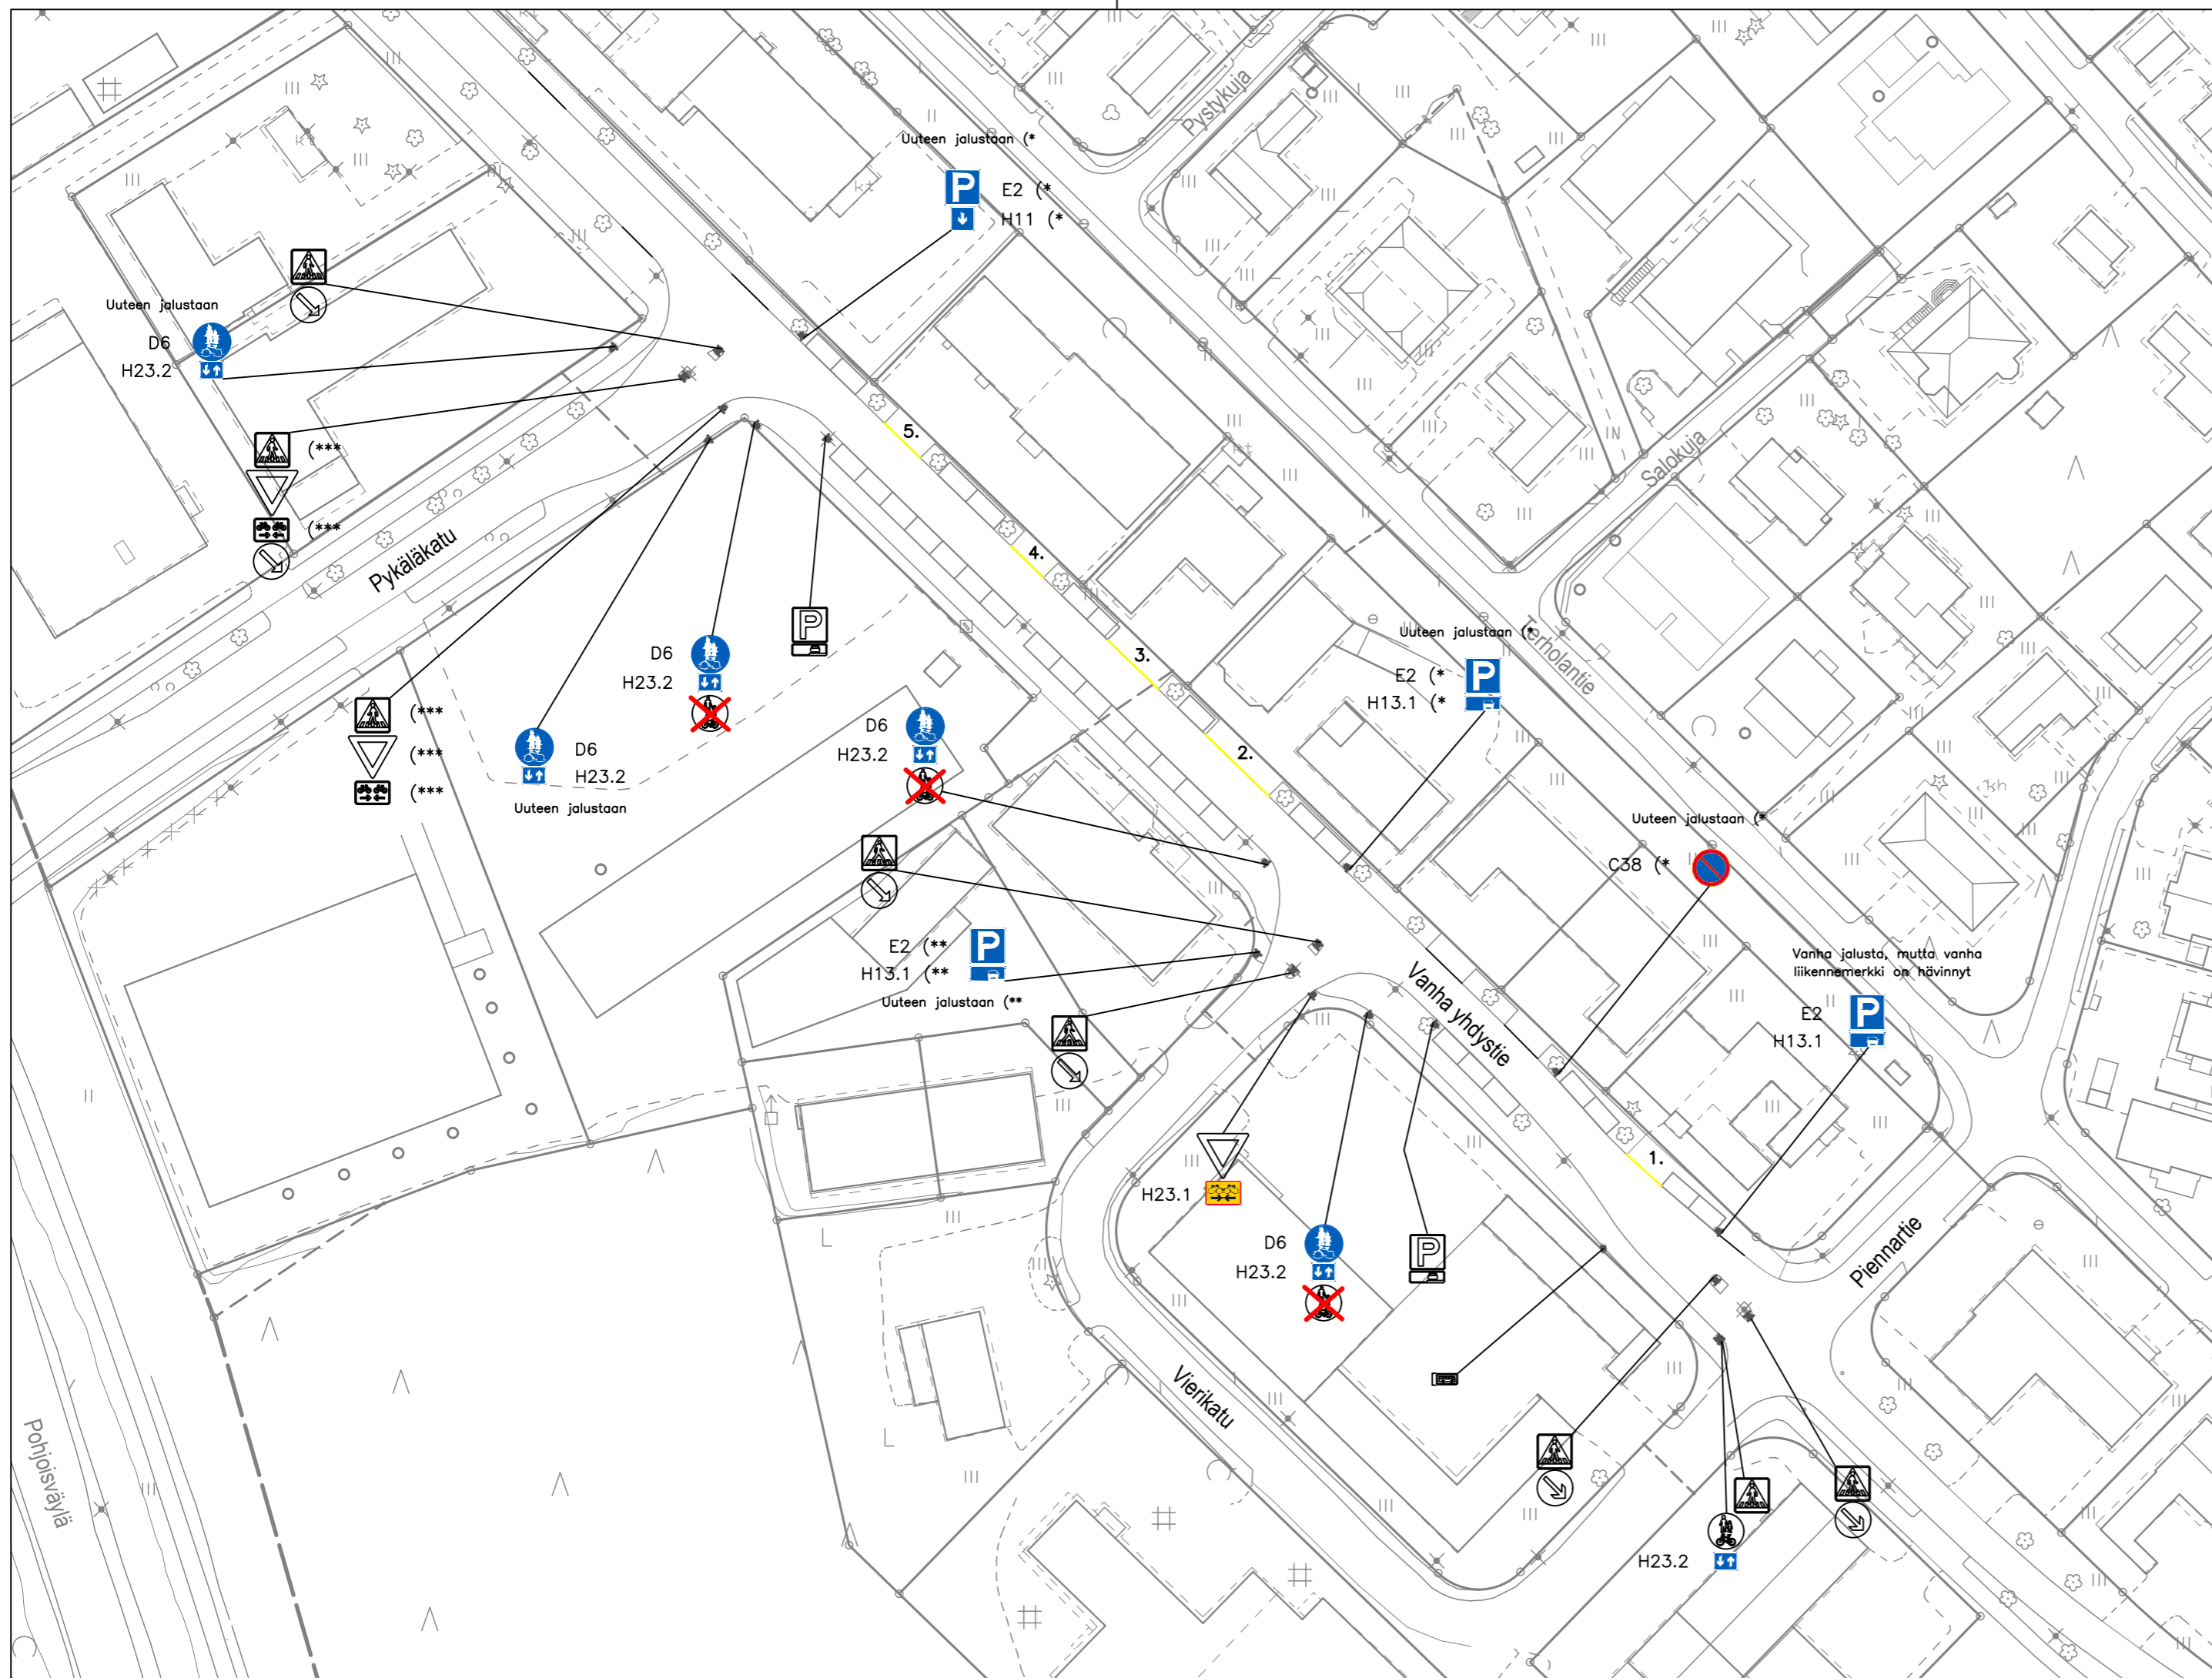 Uuteen jalustaan (*
P
E2 (*
H11 (*
Pystykuja
kt
kt
Uuteen jalustaan
D6
H23.2
(***
(***
Pykäläkatu
5.
4.
3.
2.
1.
kt
Salokuja
Terholantie
Uuteen jalustaan (*
E2 (*
H13.1 (*
P
P
D6
H23.2
D6
H23.2
(***
(***
(***
D6
H23.2
Uuteen jalustaan
Uuteen jalustaan (*
C38 (*
E2 (**
H13.1 (**
P
Uuteen jalustaan (**
Vanha yhdystie
Vanha jalusta, mutta vanha
liikennemerkki on hävinnyt
E2
H13.1
P
H23.1
D6
H23.2
P
Piennartie
Vierikatu
Pohjoisväylä
H23.2